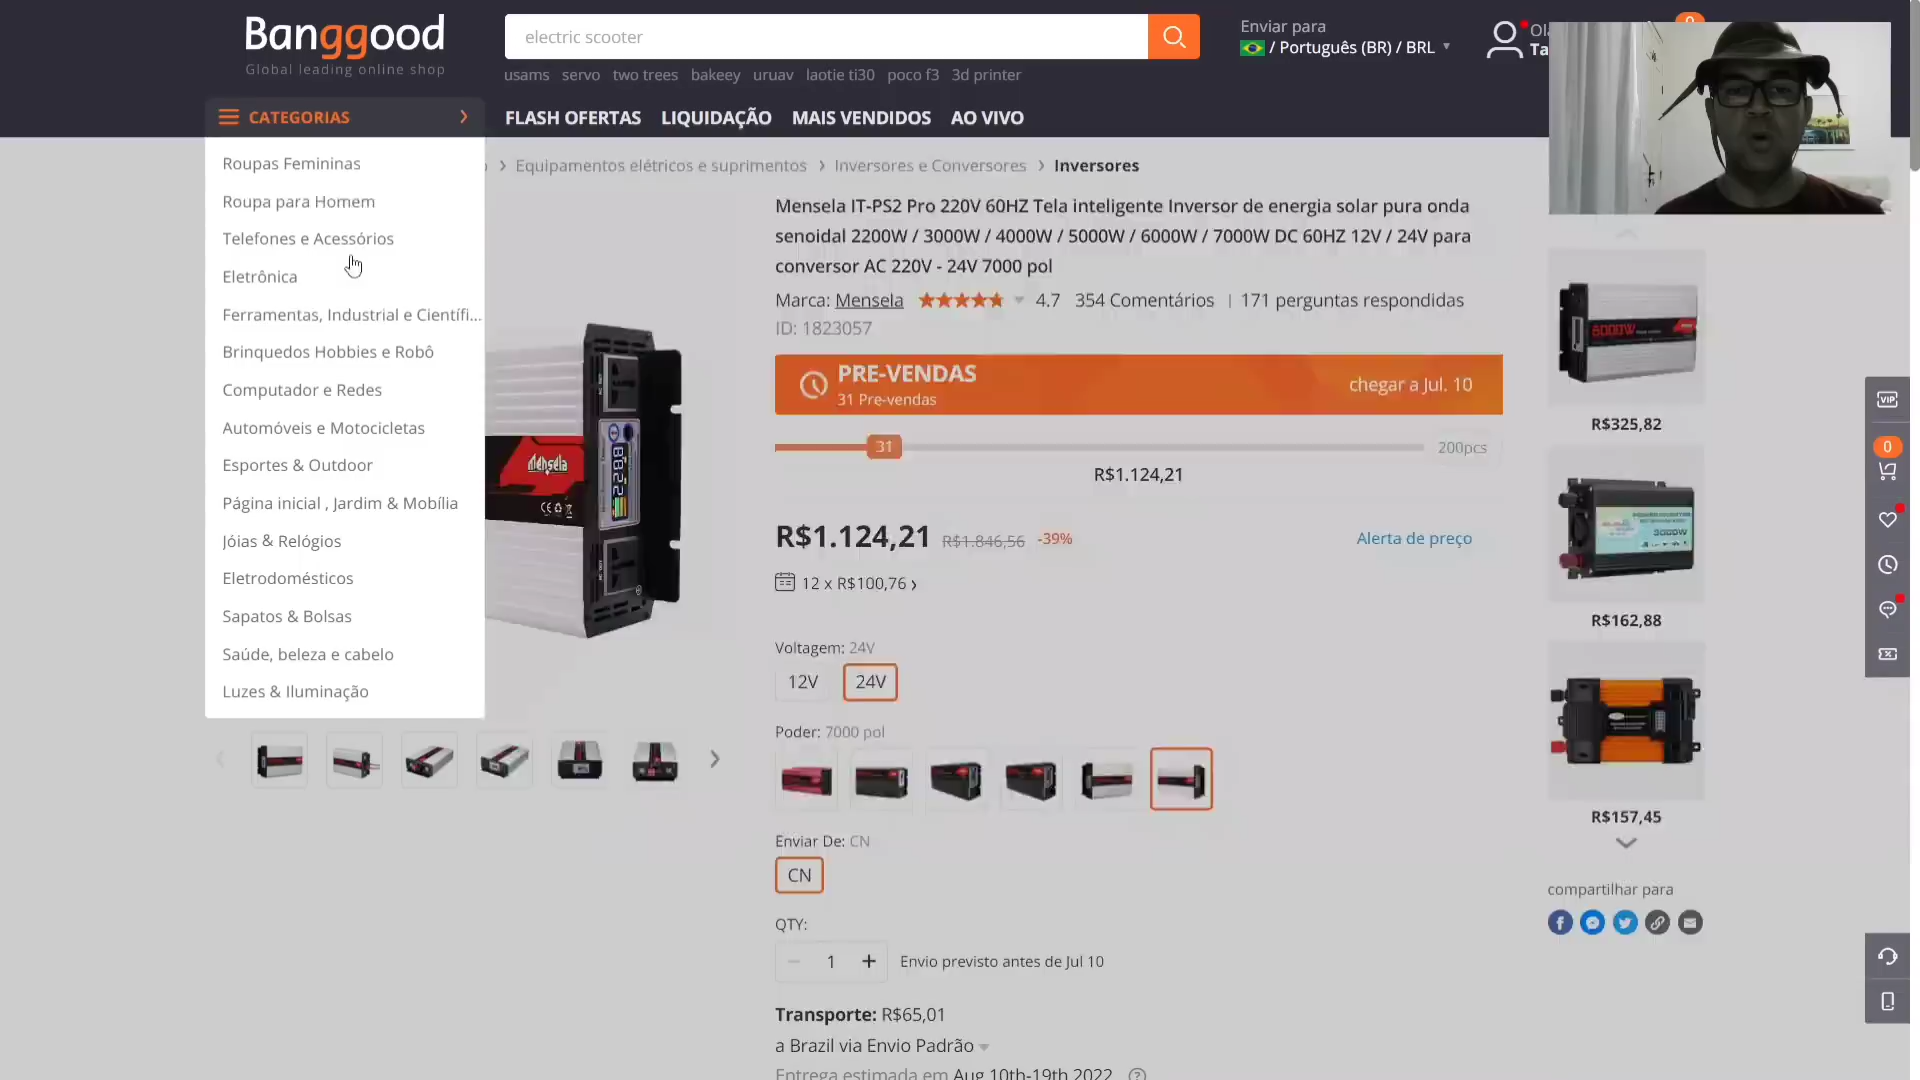 Banggood
Global leading online shop
electric scooter
Enviar para
/ Português (BR) / BRL
usams servo two trees bakeey uruav laotie ti30 poco f3 3d printer
CATEGORIAS
FLASH OFERTAS LIQUIDAÇÃO MAIS VENDIDOS AO VIVO
Roupas Femininas
Roupa para Homem
Telefones e Acessórios
Eletrônica
Ferramentas, Industrial e Científi...
Brinquedos Hobbies e Robô
Computador e Redes
Automóveis e Motocicletas
Esportes & Outdoor
Página inicial , Jardim & Mobília
Jóias & Relógios
Eletrodomésticos
Sapatos & Bolsas
Saúde, beleza e cabelo
Luzes & Iluminação
Equipamentos elétricos e suprimentos > Inversores e Conversores > Inversores
Mensela IT-PS2 Pro 220V 60HZ Tela inteligente Inversor de energia solar pura onda
senoidal 2200W / 3000W / 4000W / 5000W / 6000W / 7000W DC 60HZ 12V / 24V para
conversor AC 220V - 24V 7000 pol
Marca: Mensela 4.7 354 Comentários | 171 perguntas respondidas
ID: 1823057
PRE-VENDAS
31 Pre-vendas
chegar a Jul. 10
31
200pcs
R$1.124,21
R$1.124,21 R$1.846,56 -39%
Alerta de preço
12 x R$100,76 ›
Voltagem: 24V
12V 24V
Poder: 7000 pol
Enviar De: CN
CN
QTY:
1 + Envio previsto antes de Jul 10
Transporte: R$65,01
a Brazil via Envio Padrão
Entrega estimada em Aug 10th-19th 2022
Mensela
R$325,82
R$162,88
R$157,45
compartilhar para
VIP
0